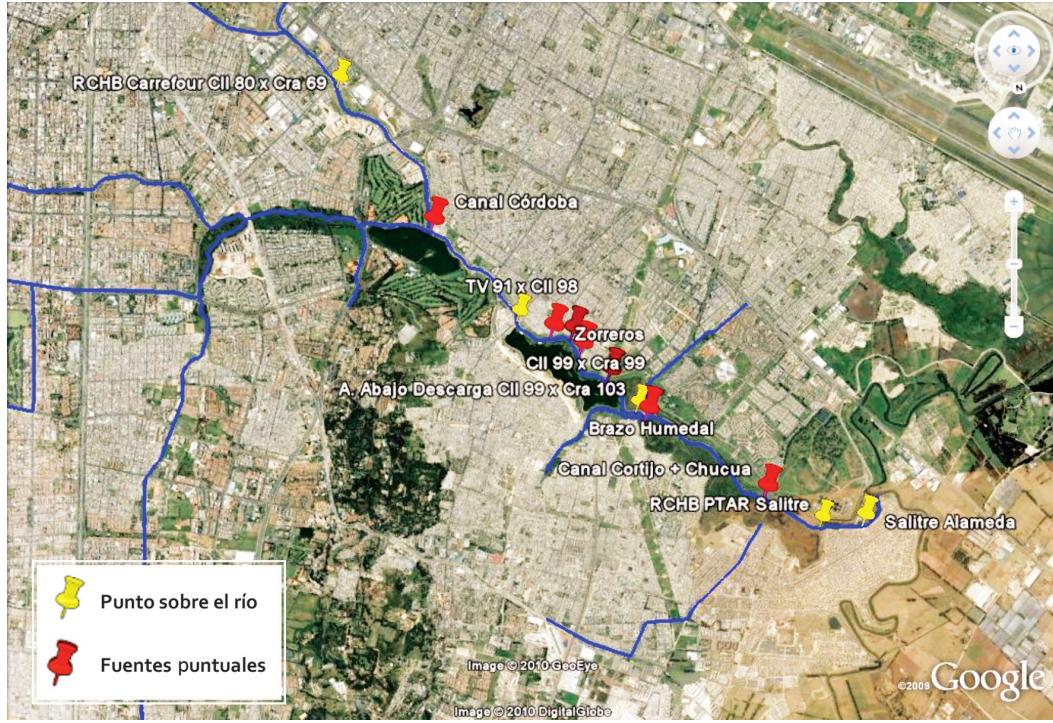 RCHB Carrefour Cll 80 x Cra 69
Canal Córdoba
TV 91 x Cll 98
Zorreros
Cll 99 x Cra 99
A. Abajo Descarga Cll 99 x Cra 103
Brazo Humedal
Canal Cortijo + Chucua
RCHB PTAR Salitre
Salitre Alameda
Punto sobre el río
Fuentes puntuales
Image © 2010 GeoEye
Image © 2010 DigitalGlobe
©2009 Google
N